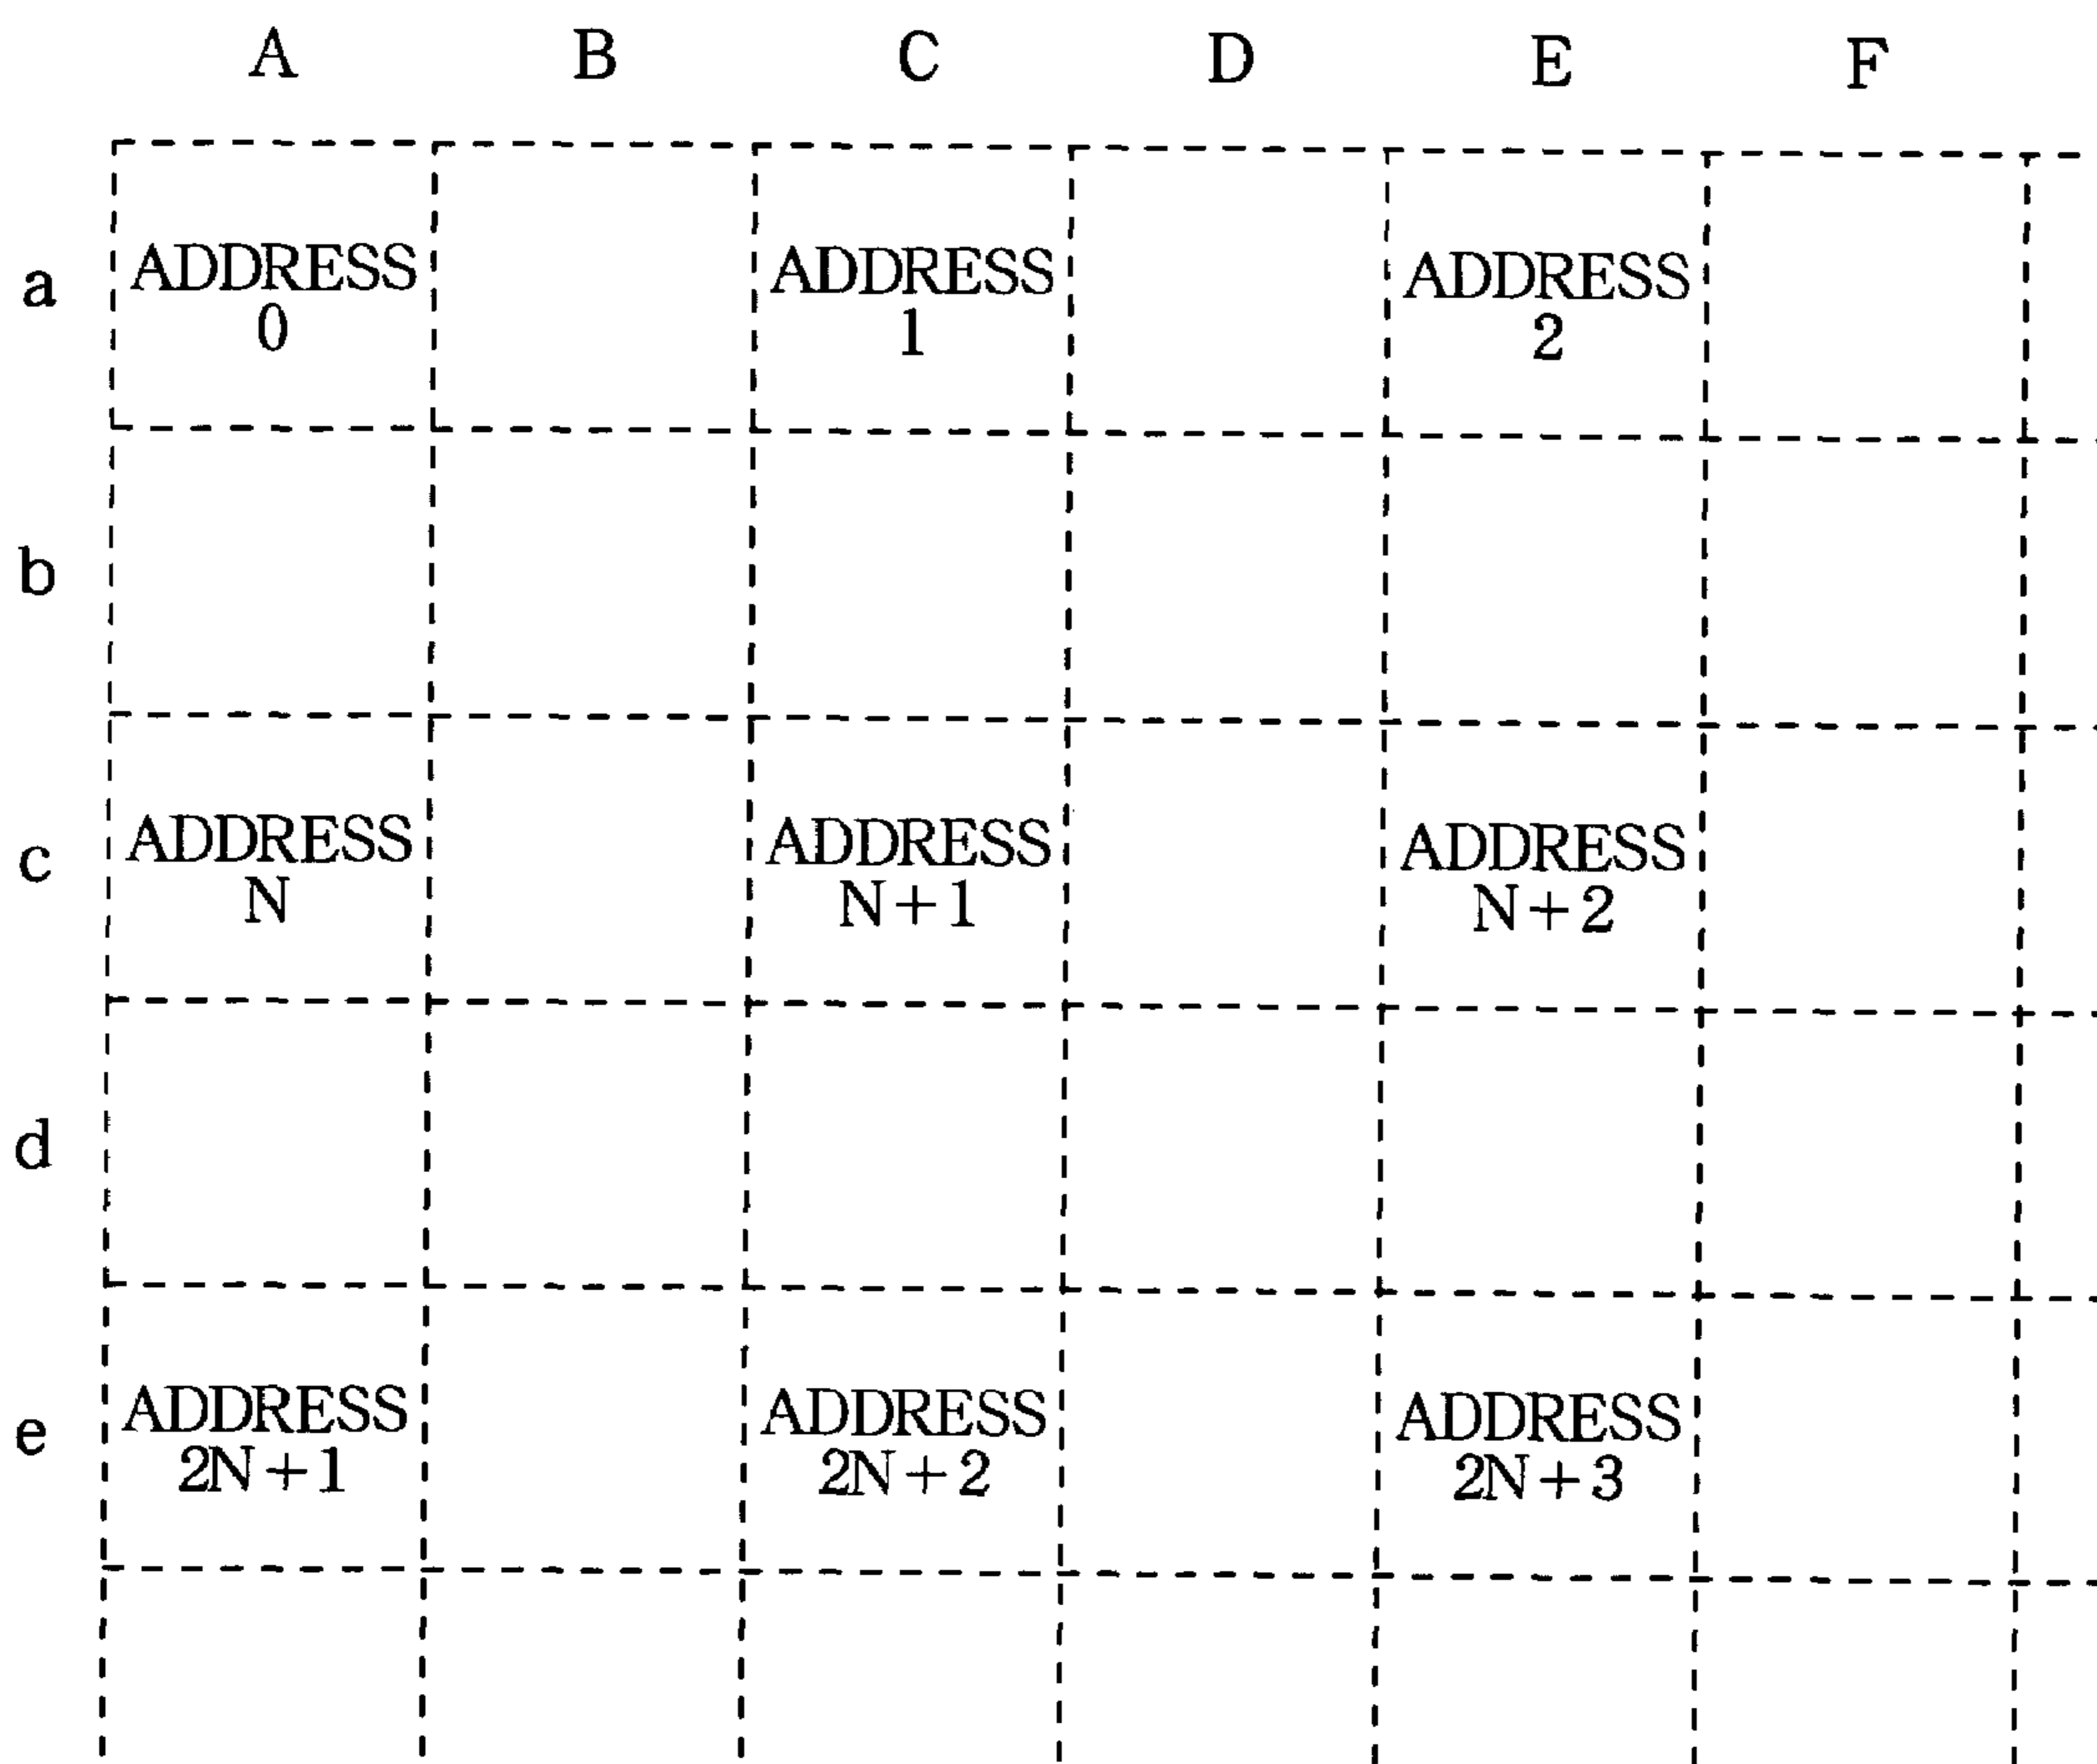 A B C D E F
a
ADDRESS
0
ADDRESS
1
ADDRESS
2
b
c
ADDRESS
N
ADDRESS
N+1
ADDRESS
N+2
d
e
ADDRESS
2N+1
ADDRESS
2N+2
ADDRESS
2N+3